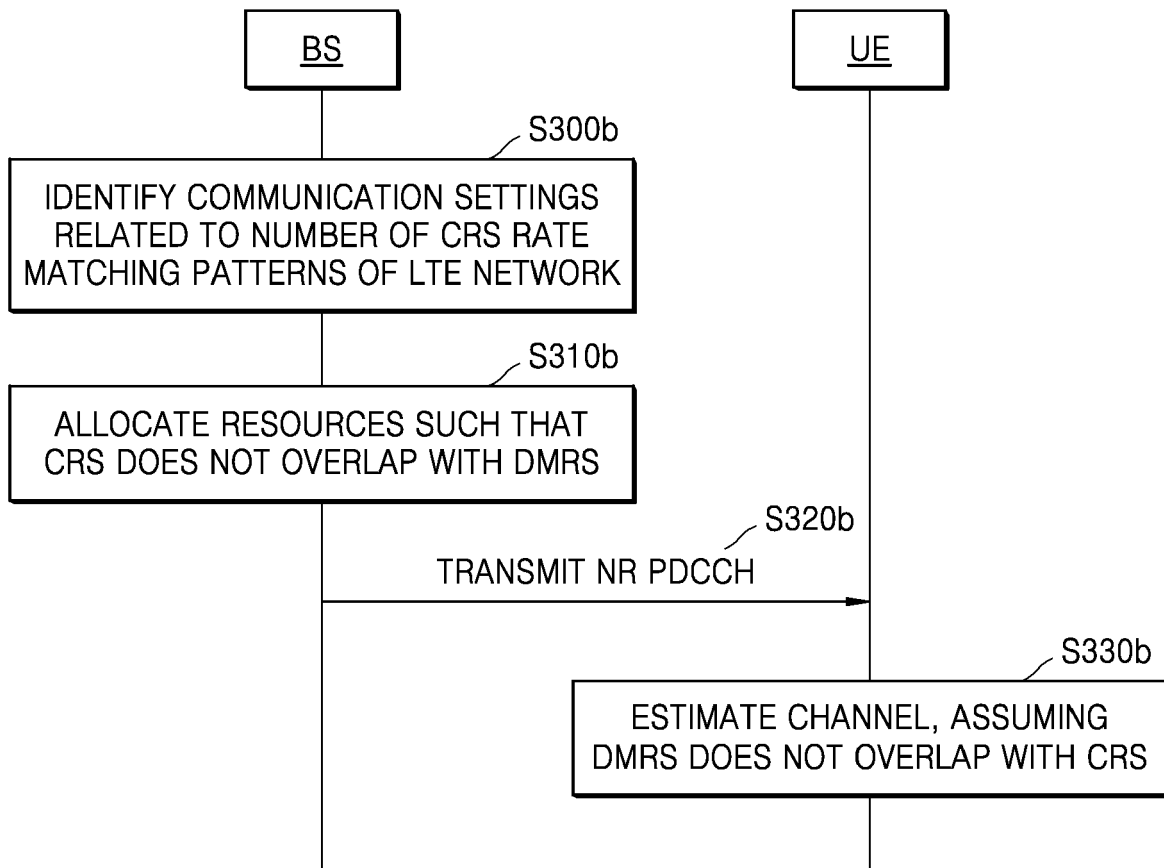 BS
UE
S300b
IDENTIFY COMMUNICATION SETTINGS
RELATED TO NUMBER OF CRS RATE
MATCHING PATTERNS OF LTE NETWORK
S310b
ALLOCATE RESOURCES SUCH THAT
CRS DOES NOT OVERLAP WITH DMRS
S320b
TRANSMIT NR PDCCH
S330b
ESTIMATE CHANNEL, ASSUMING
DMRS DOES NOT OVERLAP WITH CRS